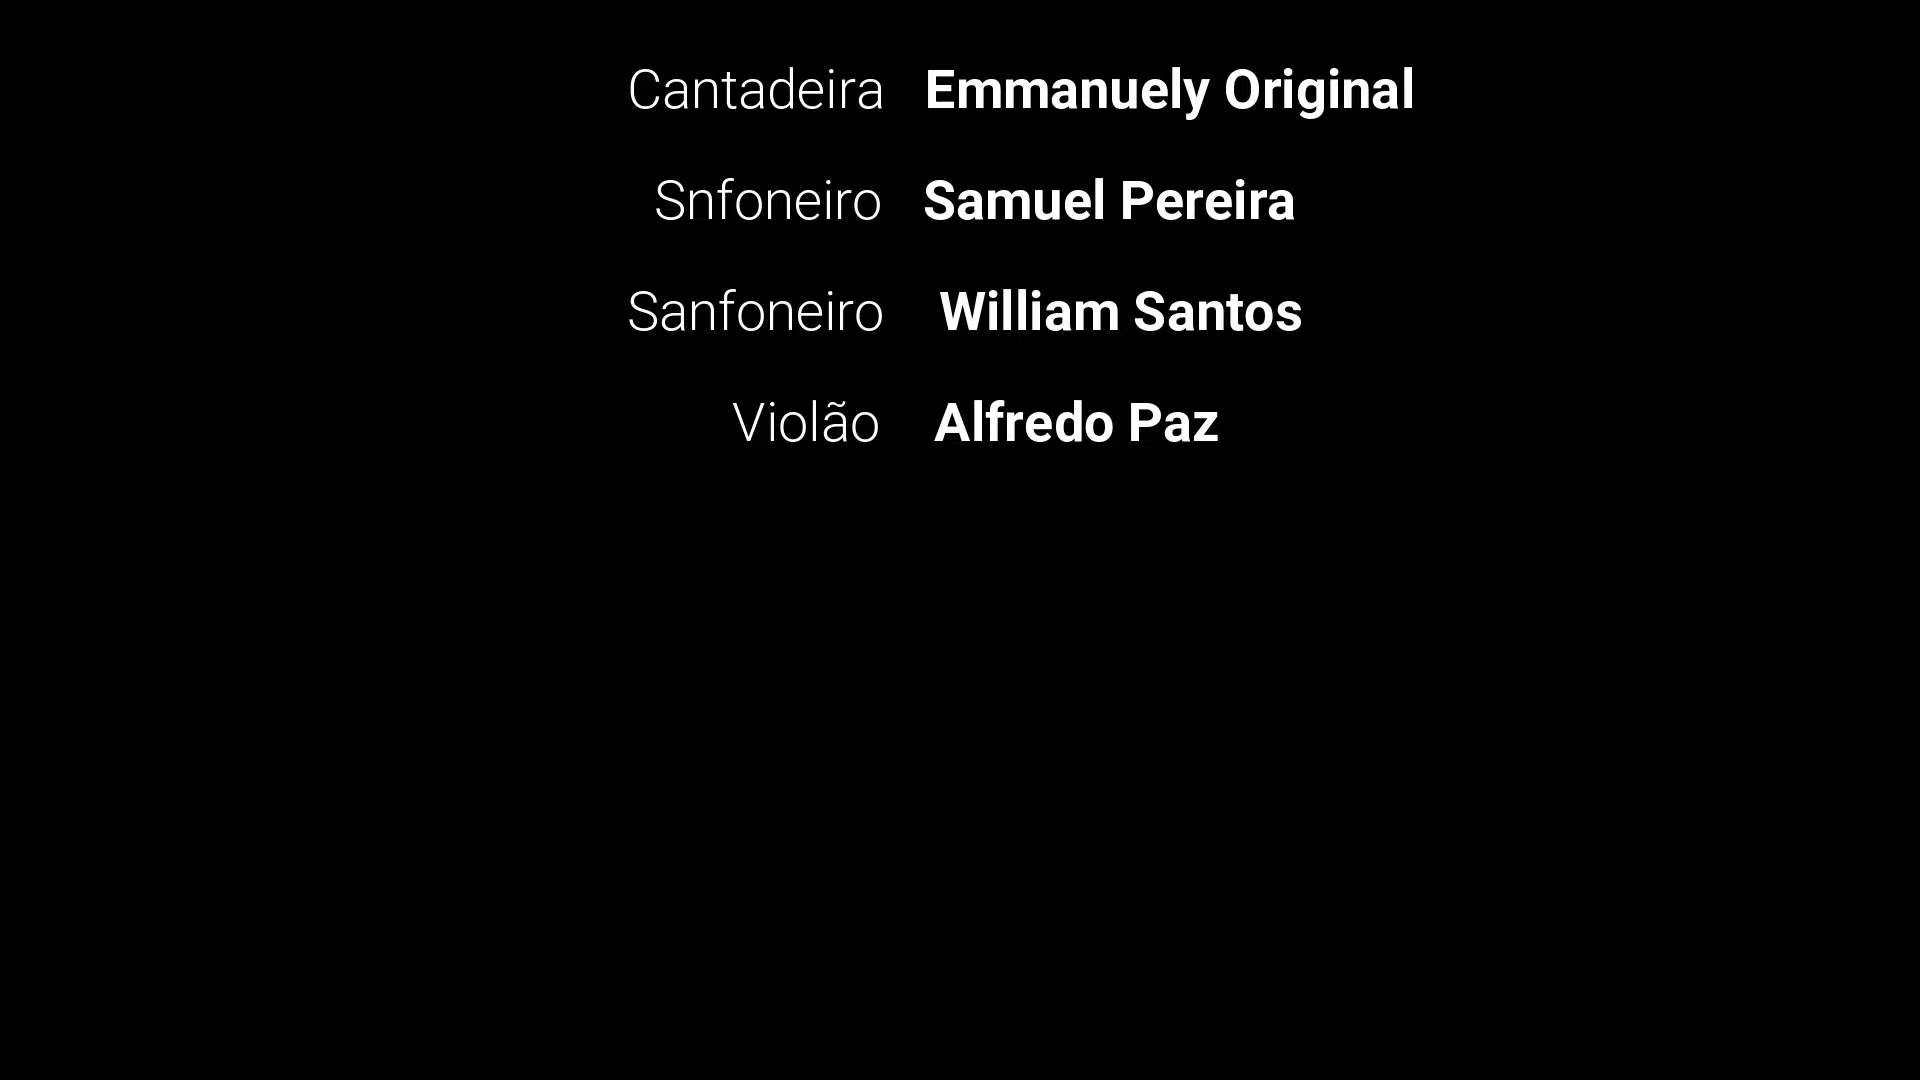 Cantadeira Emmanuely Original
Snfoneiro Samuel Pereira
Sanfoneiro William Santos
Violão Alfredo Paz